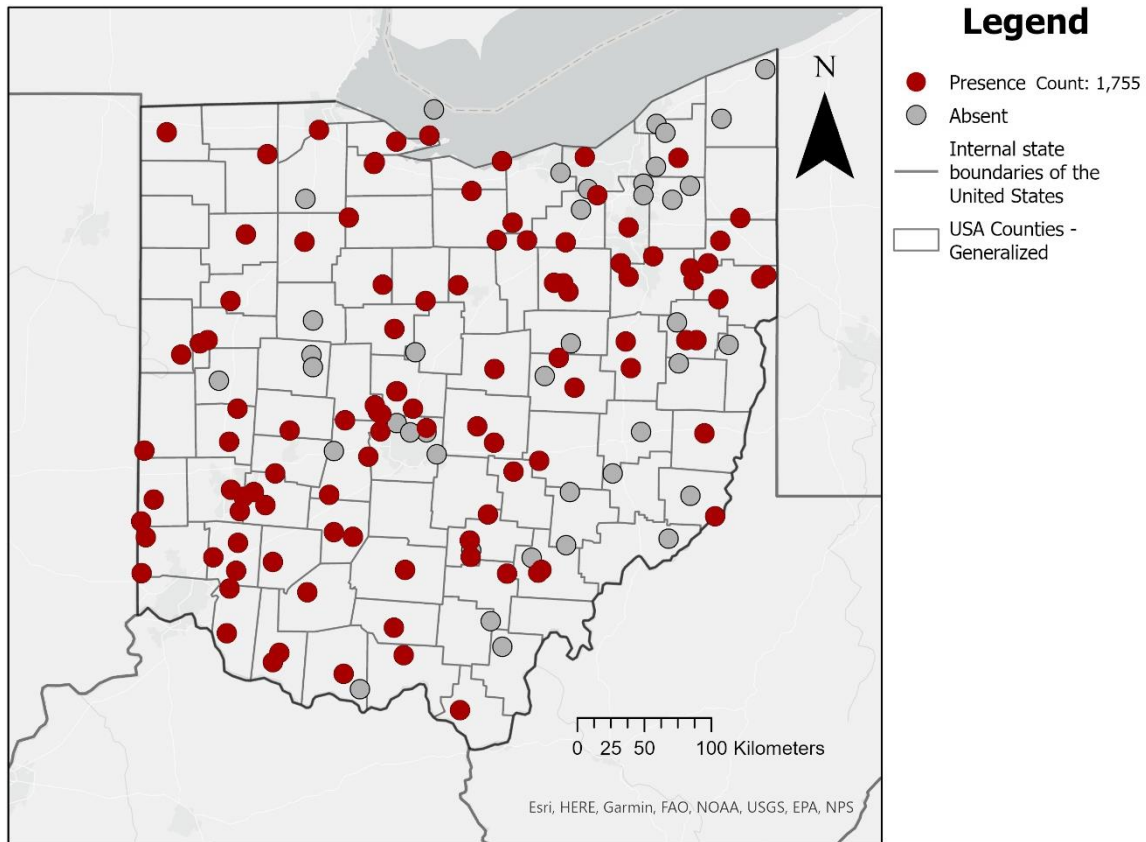 Legend
N
Presence Count: 1,755
Absent
Internal state
boundaries of the
United States
USA Counties -
Generalized
0 25 50 100 Kilometers
Esri, HERE, Garmin, FAO, NOAA, USGS, EPA, NPS